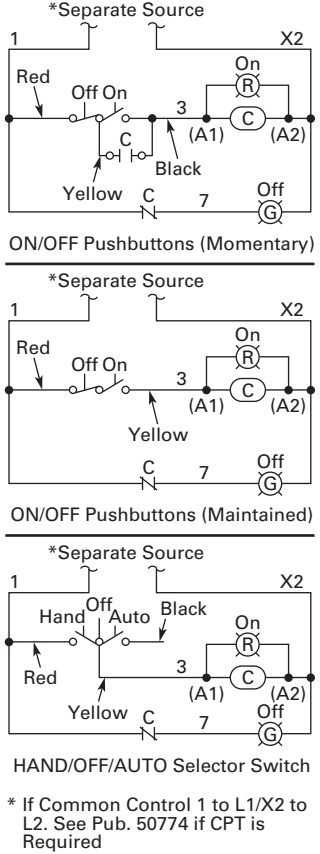 *Separate Source
1 X2
Red On
Off On R
3
C (A1) C (A2)
Black
Yellow
C 7 Off
G
ON/OFF Pushbuttons (Momentary)
*Separate Source
1 X2
Red On
Off On R
3 C
(A1) (A2)
Yellow
C 7 Off
G
ON/OFF Pushbuttons (Maintained)
*Separate Source
1 X2
Hand Off Auto Black
On
R
Red 3 C
(A1) (A2)
Yellow
C 7 Off
G
HAND/OFF/AUTO Selector Switch
* If Common Control 1 to L1/X2 to
L2. See Pub. 50774 if CPT is
Required